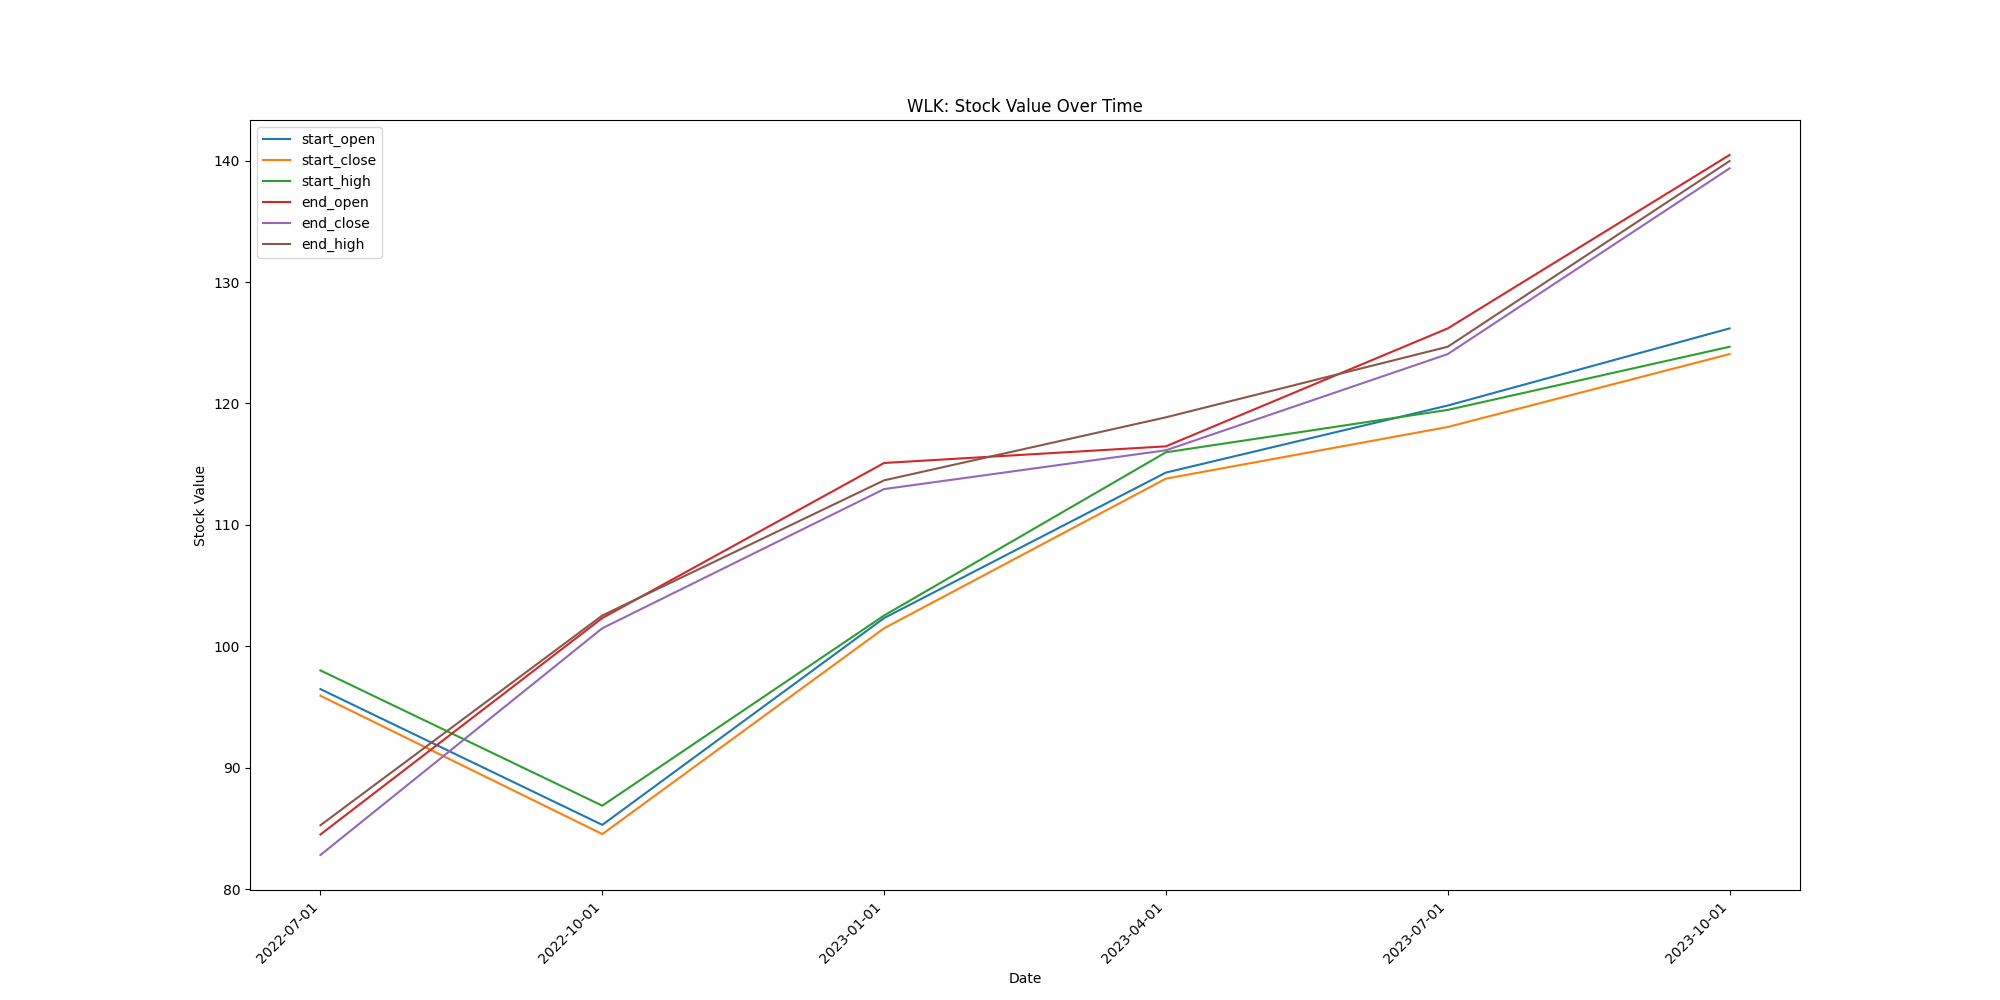 WLK: Stock Value Over Time
start_open
start_close
start_high
end_open
end_close
end_high
140
130
120
110
100
90
80
Stock Value
2022-07-01
2022-10-01
2023-01-01
2023-04-01
2023-07-01
2023-10-01
Date